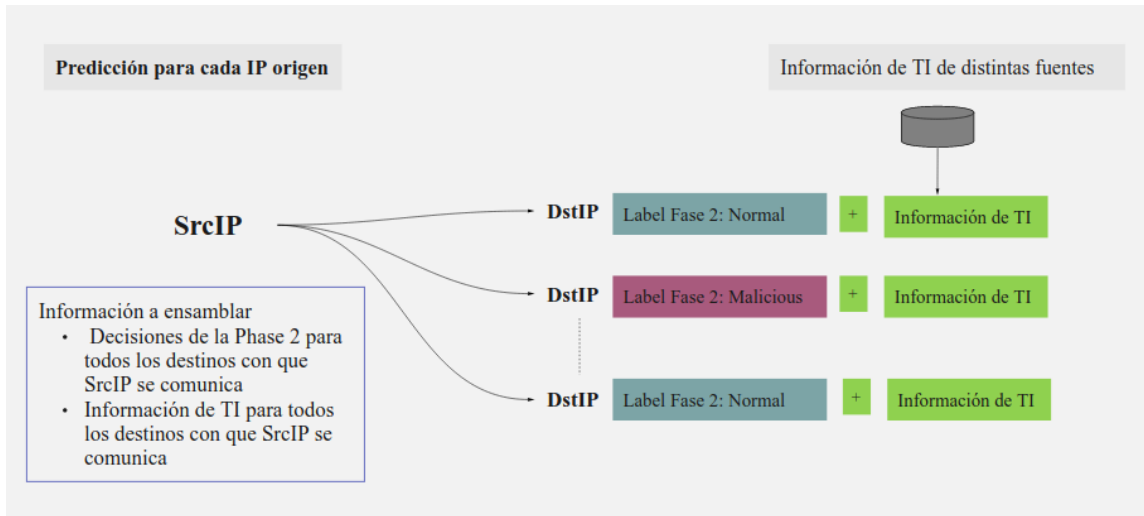 Predicción para cada IP origen
Información de TI de distintas fuentes
SrcIP
DstIP Label Fase 2: Normal + Información de TI
DstIP Label Fase 2: Malicious + Información de TI
DstIP Label Fase 2: Normal + Información de TI
Información a ensamblar
• Decisiones de la Phase 2 para
todos los destinos con que
SrcIP se comunica
• Información de TI para todos
los destinos con que SrcIP se
comunica